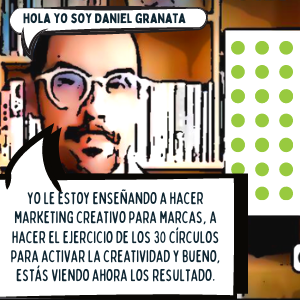 HOLA YO SOY DANIEL GRANATA
YO LE ESTOY ENSEÑANDO A HACER
MARKETING CREATIVO PARA MARCAS, A
HACER EL EJERCICIO DE LOS 30 CÍRCULOS
PARA ACTIVAR LA CREATIVIDAD Y BUENO,
ESTÁS VIENDO AHORA LOS RESULTADO.